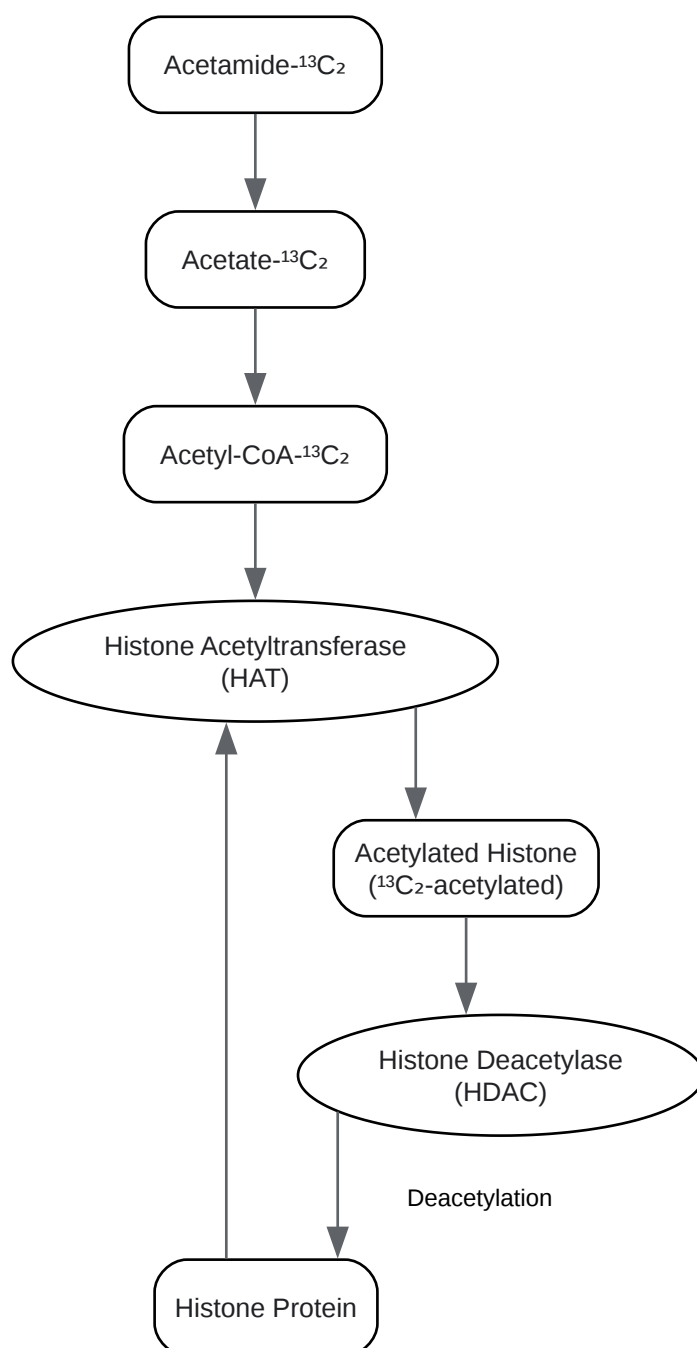 Acetamide-¹³C₂
Acetate-¹³C₂
Acetyl-CoA-¹³C₂
Histone Acetyltransferase
(HAT)
Acetylated Histone
(¹³C₂-acetylated)
Histone Deacetylase
(HDAC)
Deacetylation
Histone Protein